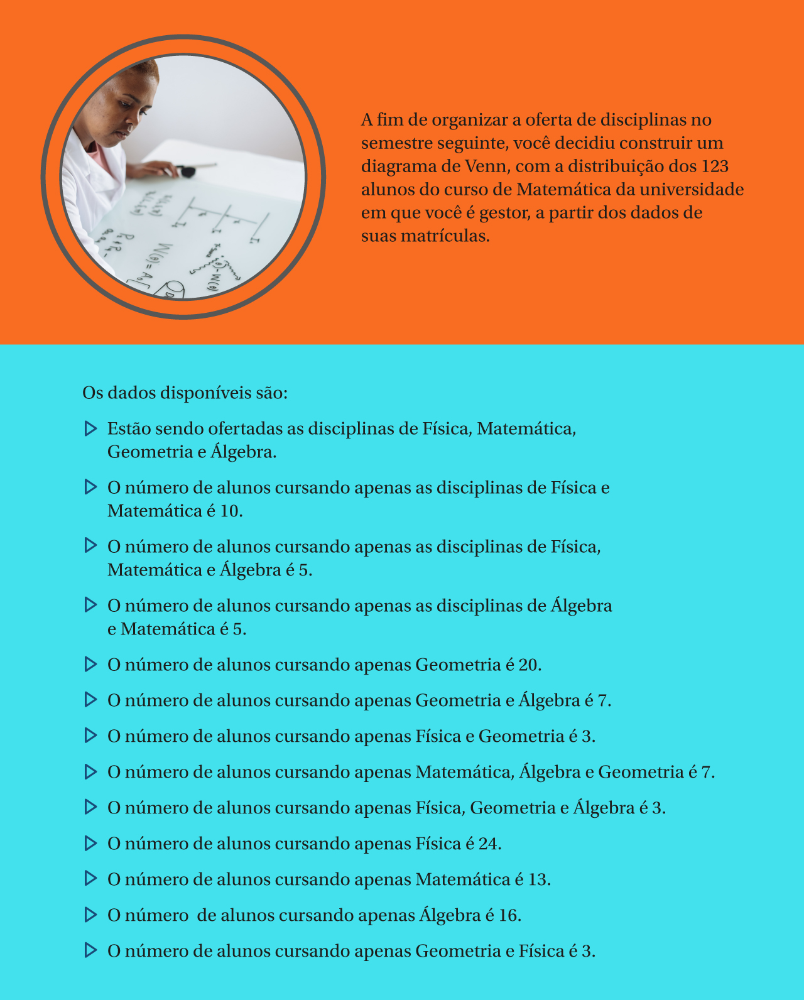 A fim de organizar a oferta de disciplinas no
semestre seguinte, você decidiu construir um
diagrama de Venn, com a distribuição dos 123
alunos do curso de Matemática da universidade
em que você é gestor, a partir dos dados de
suas matrículas.
Os dados disponíveis são:
Estão sendo ofertadas as disciplinas de Física, Matemática,
Geometria e Álgebra.
O número de alunos cursando apenas as disciplinas de Física e
Matemática é 10.
O número de alunos cursando apenas as disciplinas de Física,
Matemática e Álgebra é 5.
O número de alunos cursando apenas as disciplinas de Álgebra
e Matemática é 5.
O número de alunos cursando apenas Geometria é 20.
O número de alunos cursando apenas Geometria e Álgebra é 7.
O número de alunos cursando apenas Física e Geometria é 3.
O número de alunos cursando apenas Matemática, Álgebra e Geometria é 7.
O número de alunos cursando apenas Física, Geometria e Álgebra é 3.
O número de alunos cursando apenas Física é 24.
O número de alunos cursando apenas Matemática é 13.
O número  de alunos cursando apenas Álgebra é 16.
O número de alunos cursando apenas Geometria e Física é 3.